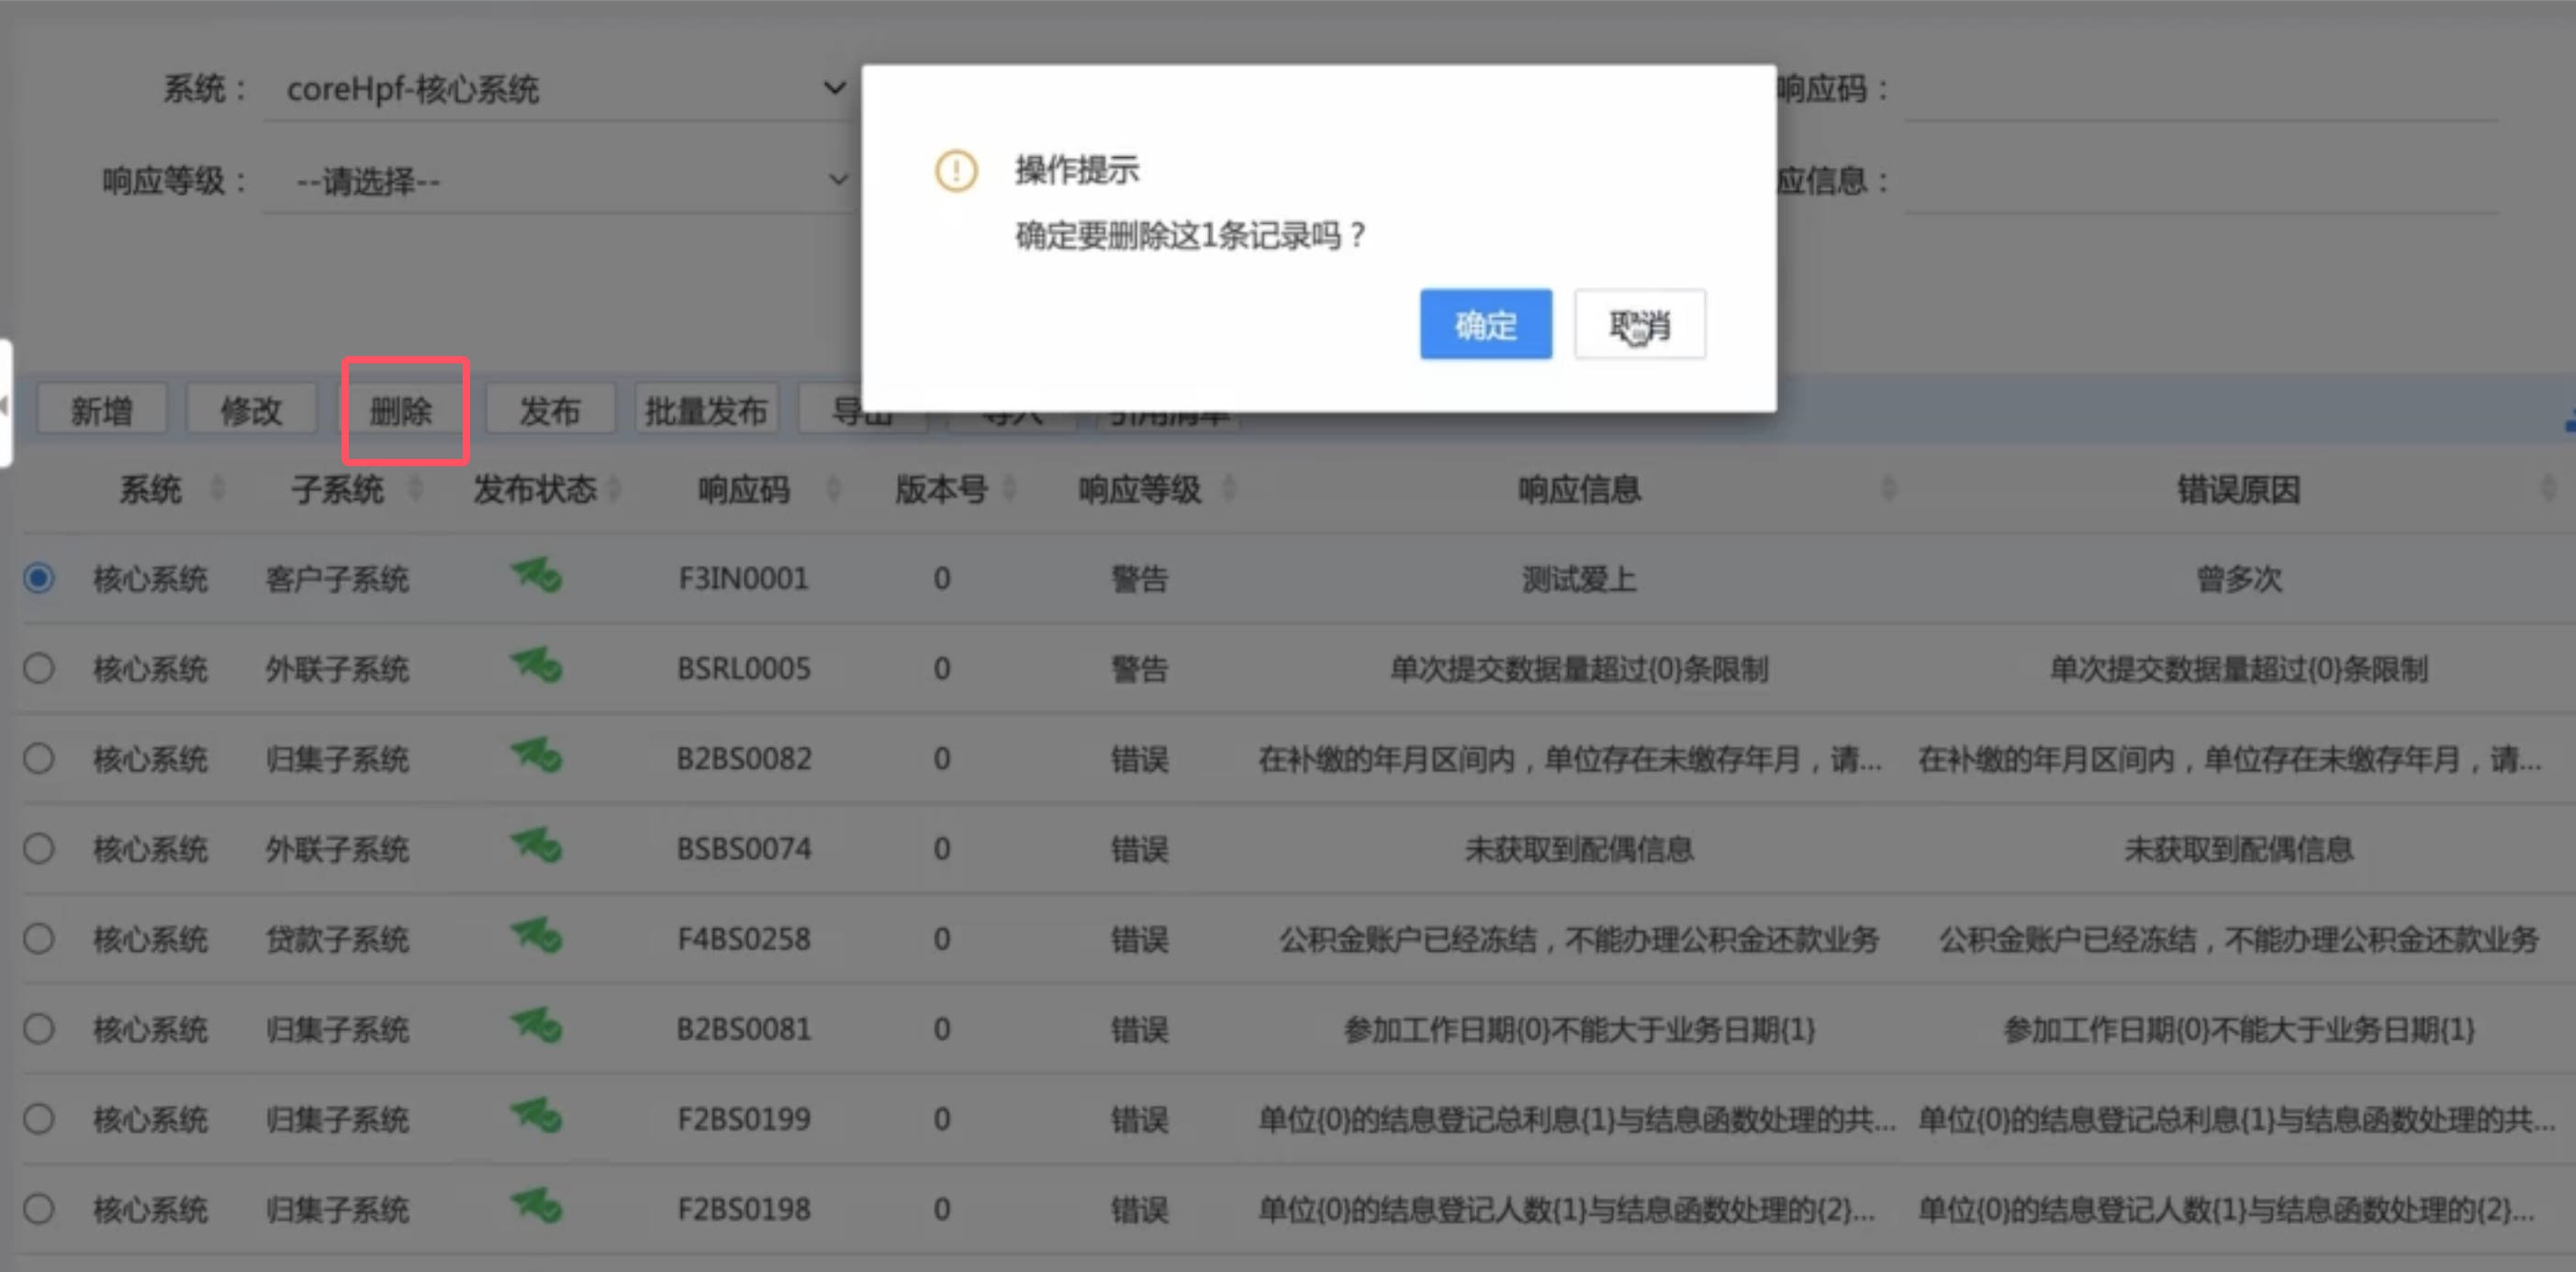 系统： coreHpf-核心系统 响应码：
响应等级： --请选择-- 应信息：
操作提示
确定要删除这1条记录吗？
确定 取消
新增 修改 删除 发布 批量发布 导出 导入 引用清单
系统 子系统 发布状态 响应码 版本号 响应等级 响应信息 错误原因
核心系统 客户子系统 F3IN0001 0 警告 测试爱上 曾多次
核心系统 外联子系统 BSRL0005 0 警告 单次提交数据量超过{0}条限制 单次提交数据量超过{0}条限制
核心系统 归集子系统 B2BS0082 0 错误 在补缴的年月区间内，单位存在未缴存年月，请... 在补缴的年月区间内，单位存在未缴存年月，请...
核心系统 外联子系统 BSBS0074 0 错误 未获取到配偶信息 未获取到配偶信息
核心系统 贷款子系统 F4BS0258 0 错误 公积金账户已经冻结，不能办理公积金还款业务 公积金账户已经冻结，不能办理公积金还款业务
核心系统 归集子系统 B2BS0081 0 错误 参加工作日期{0}不能大于业务日期{1} 参加工作日期{0}不能大于业务日期{1}
核心系统 归集子系统 F2BS0199 0 错误 单位{0}的结息登记总利息{1}与结息函数处理的共... 单位{0}的结息登记总利息{1}与结息函数处理的共...
核心系统 归集子系统 F2BS0198 0 错误 单位{0}的结息登记人数{1}与结息函数处理的{2}... 单位{0}的结息登记人数{1}与结息函数处理的{2}...